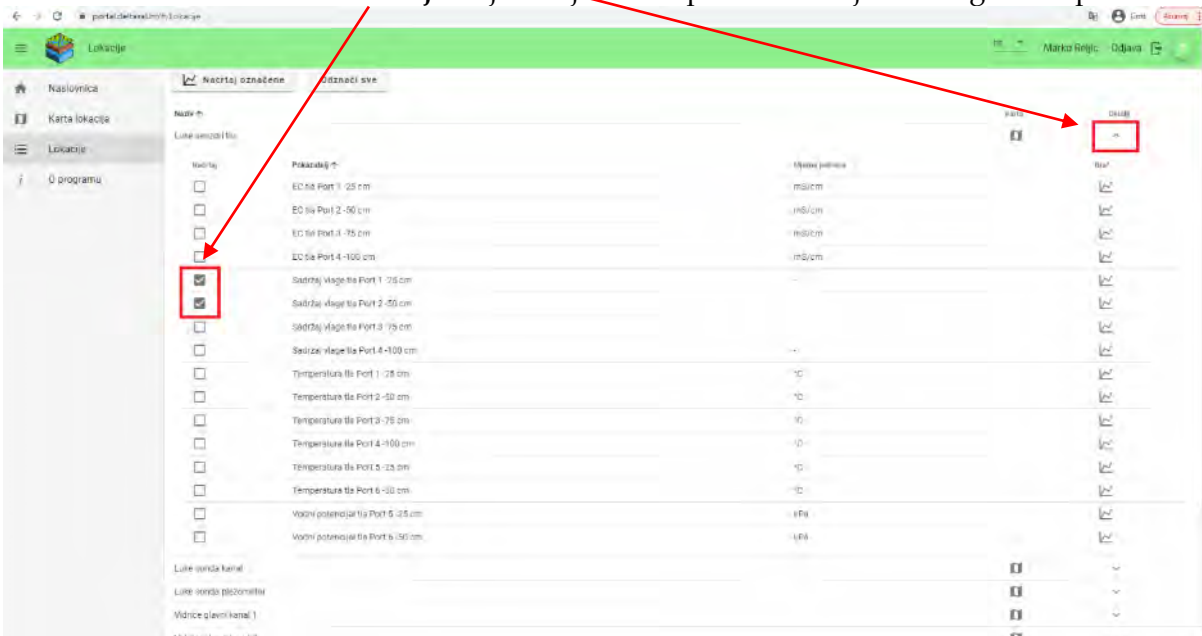 Lokacije
Marko Reljic Odjava
Naslovnica
Karta lokacija
Lokacije
O programu
Nacrtaj označene
Odznači sve
Naziv ↑
Karta
Detalji
Luke senzori tlo
Nacrtaj
Pokazatelj ↑
Mjerna jedinica
Graf
EC tla Port 1 -25 cm mS/cm
EC tla Port 2 -50 cm mS/cm
EC tla Port 3 -75 cm mS/cm
EC tla Port 4 -100 cm mS/cm
Sadržaj vlage tla Port 1 -25 cm -
Sadržaj vlage tla Port 2 -50 cm
Sadržaj vlage tla Port 3 -75 cm
Sadržaj vlage tla Port 4 -100 cm -
Temperatura tla Port 1 -25 cm °C
Temperatura tla Port 2 -50 cm °C
Temperatura tla Port 3 -75 cm °C
Temperatura tla Port 4 -100 cm °C
Temperatura tla Port 5 -25 cm °C
Temperatura tla Port 6 -50 cm °C
Vodni potencijal tla Port 5 -25 cm kPa
Vodni potencijal tla Port 6 -50 cm kPa
Luke sonda kanal
Luke sonda piezometar
Vidrice glavni kanal 1